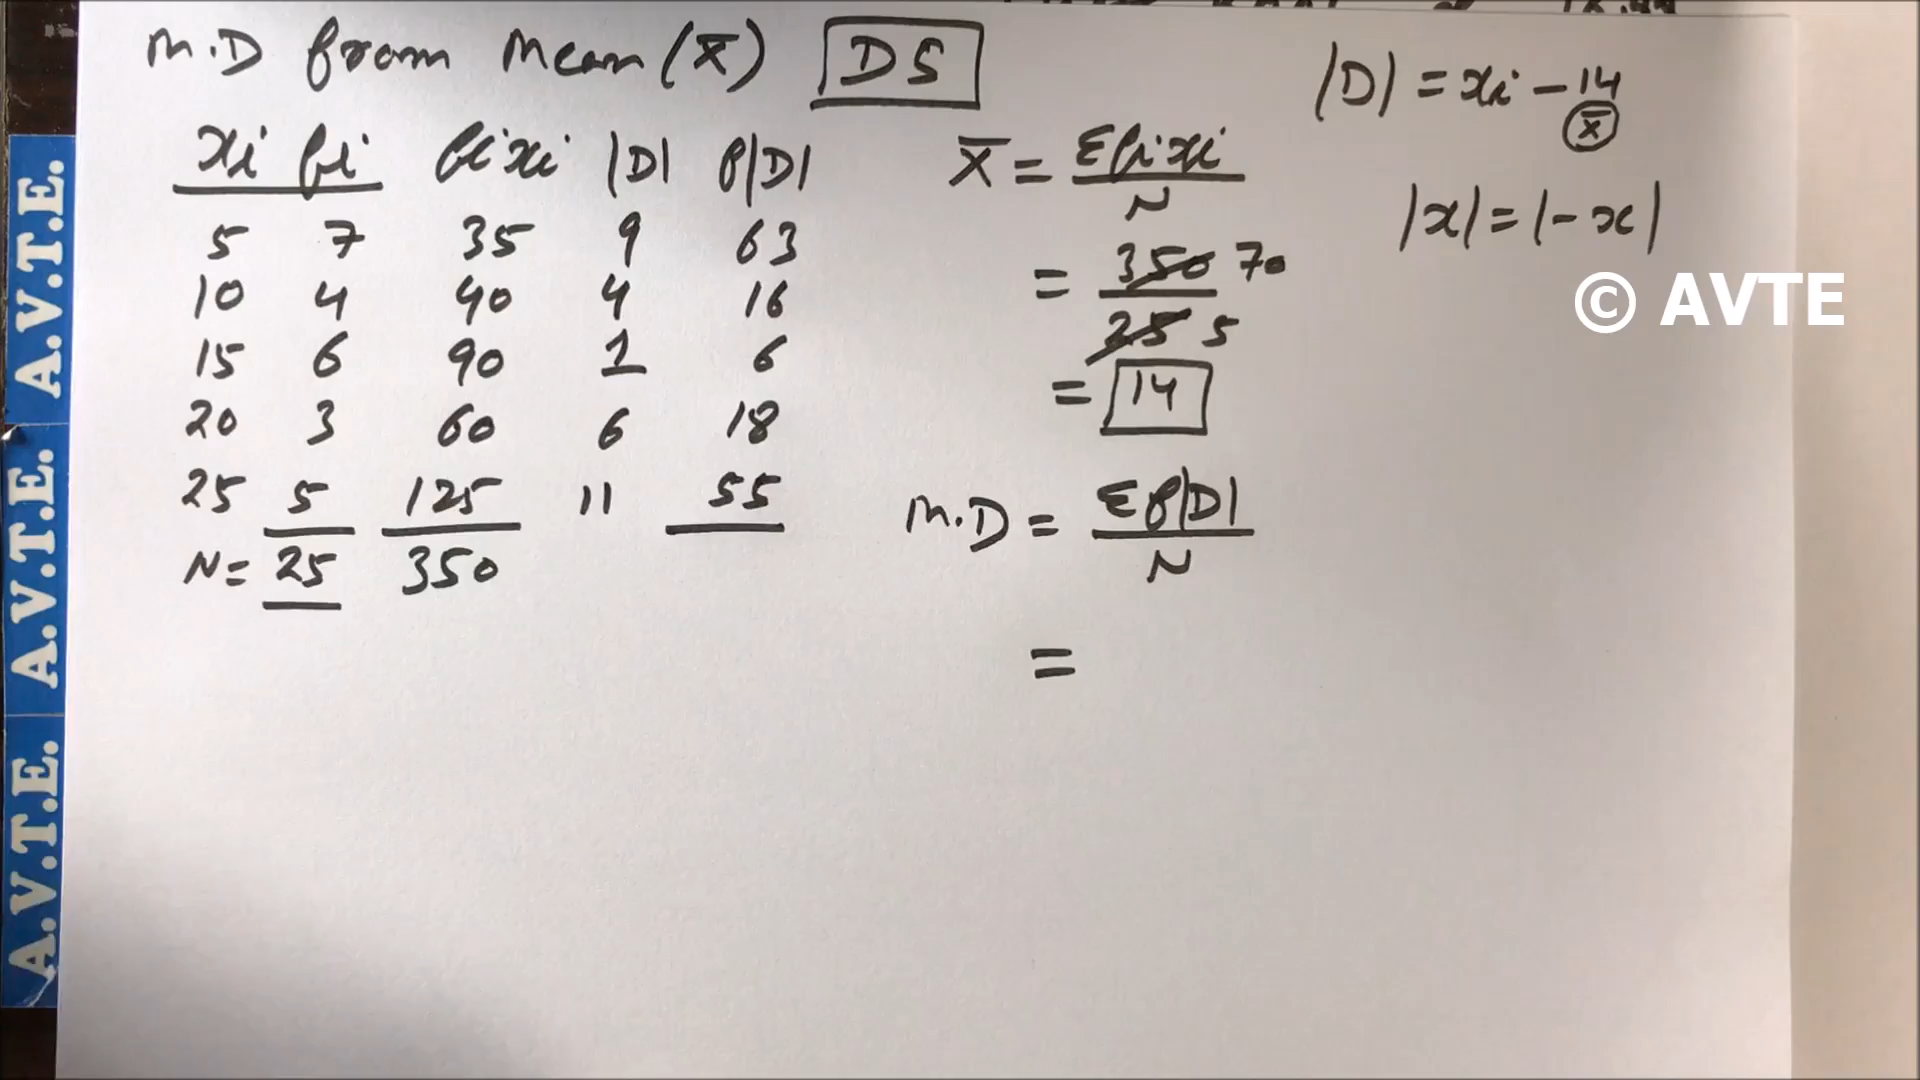 M.D from Mean (x̄) DS
xi fi fixi |D| f|D|
5 7 35 9 63
10 4 40 4 16
15 6 90 1 6
20 3 60 6 18
25 5 125 11 55
N= 25 350
x̄ = Σfixi / N
= 350 70 / 25 5
= 14
M.D = Σf|D| / N
=
|D| = xi - 14
x̄
|x| = |-x|
© AVTE
A.V.T.E.
A.V.T.E.
A.V.T.E.